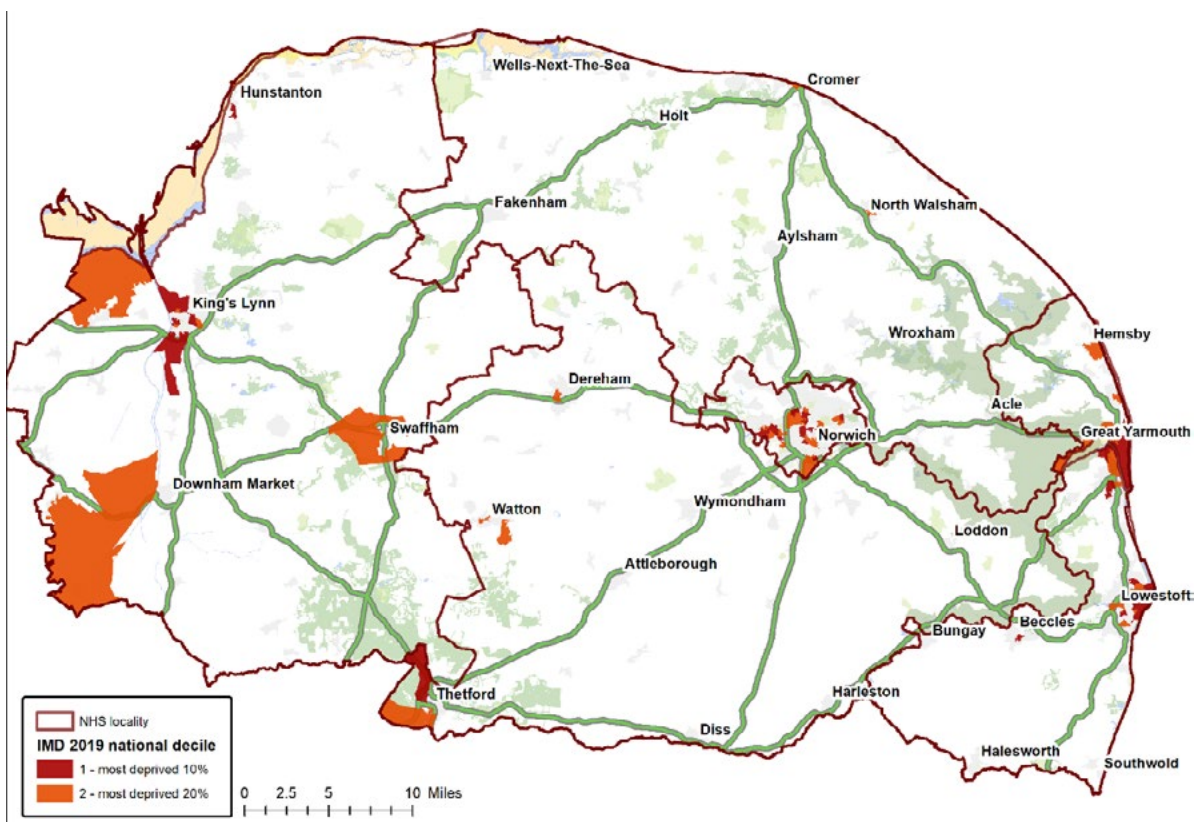 Wells-Next-The-Sea
Cromer
Hunstanton
Holt
Fakenham
North Walsham
Aylsham
King's Lynn
Wroxham
Hemsby
Dereham
Acle
Swaffham
Norwich
Great Yarmouth
Downham Market
Wymondham
Watton
Loddon
Attleborough
Lowestoft
Beccles
Bungay
Thetford
Harleston
Diss
Halesworth
Southwold
NHS locality
IMD 2019 national decile
1 - most deprived 10%
2 - most deprived 20%
0 2.5 5 10 Miles